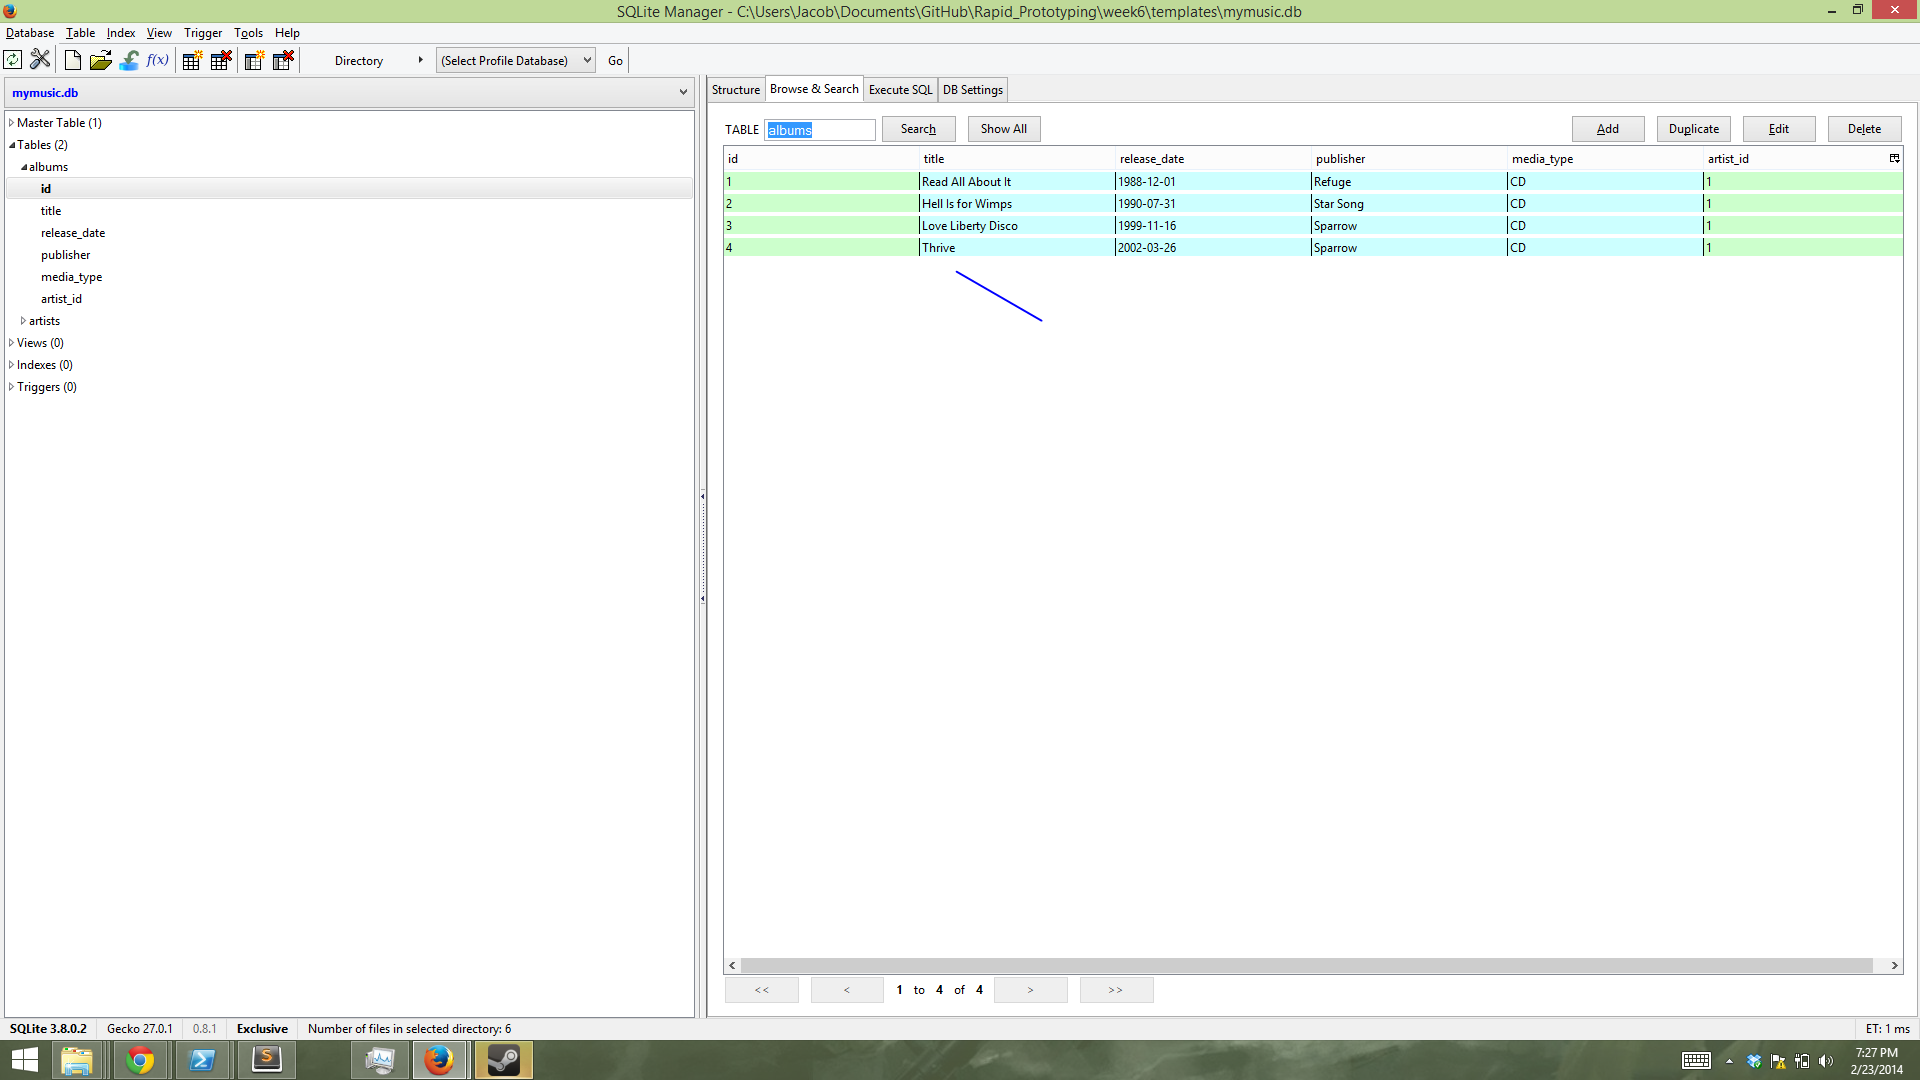 SQLite Manager - C:\Users\Jacob\Documents\GitHub\Rapid_Prototyping\week6\templates\mymusic.db
Database Table Index View Trigger Tools Help
f(x) Directory (Select Profile Database) Go
mymusic.db
Master Table (1)
Tables (2)
albums
id
title
release_date
publisher
media_type
artist_id
artists
Views (0)
Indexes (0)
Triggers (0)
Structure Browse & Search Execute SQL DB Settings
TABLE albums Search Show All Add Duplicate Edit Delete
id title release_date publisher media_type artist_id
1 Read All About It 1988-12-01 Refuge CD 1
2 Hell Is for Wimps 1990-07-31 Star Song CD 1
3 Love Liberty Disco 1999-11-16 Sparrow CD 1
4 Thrive 2002-03-26 Sparrow CD 1
<< < 1 to 4 of 4 > >>
SQLite 3.8.0.2 Gecko 27.0.1 0.8.1 Exclusive Number of files in selected directory: 6 ET: 1 ms
7:27 PM
2/23/2014